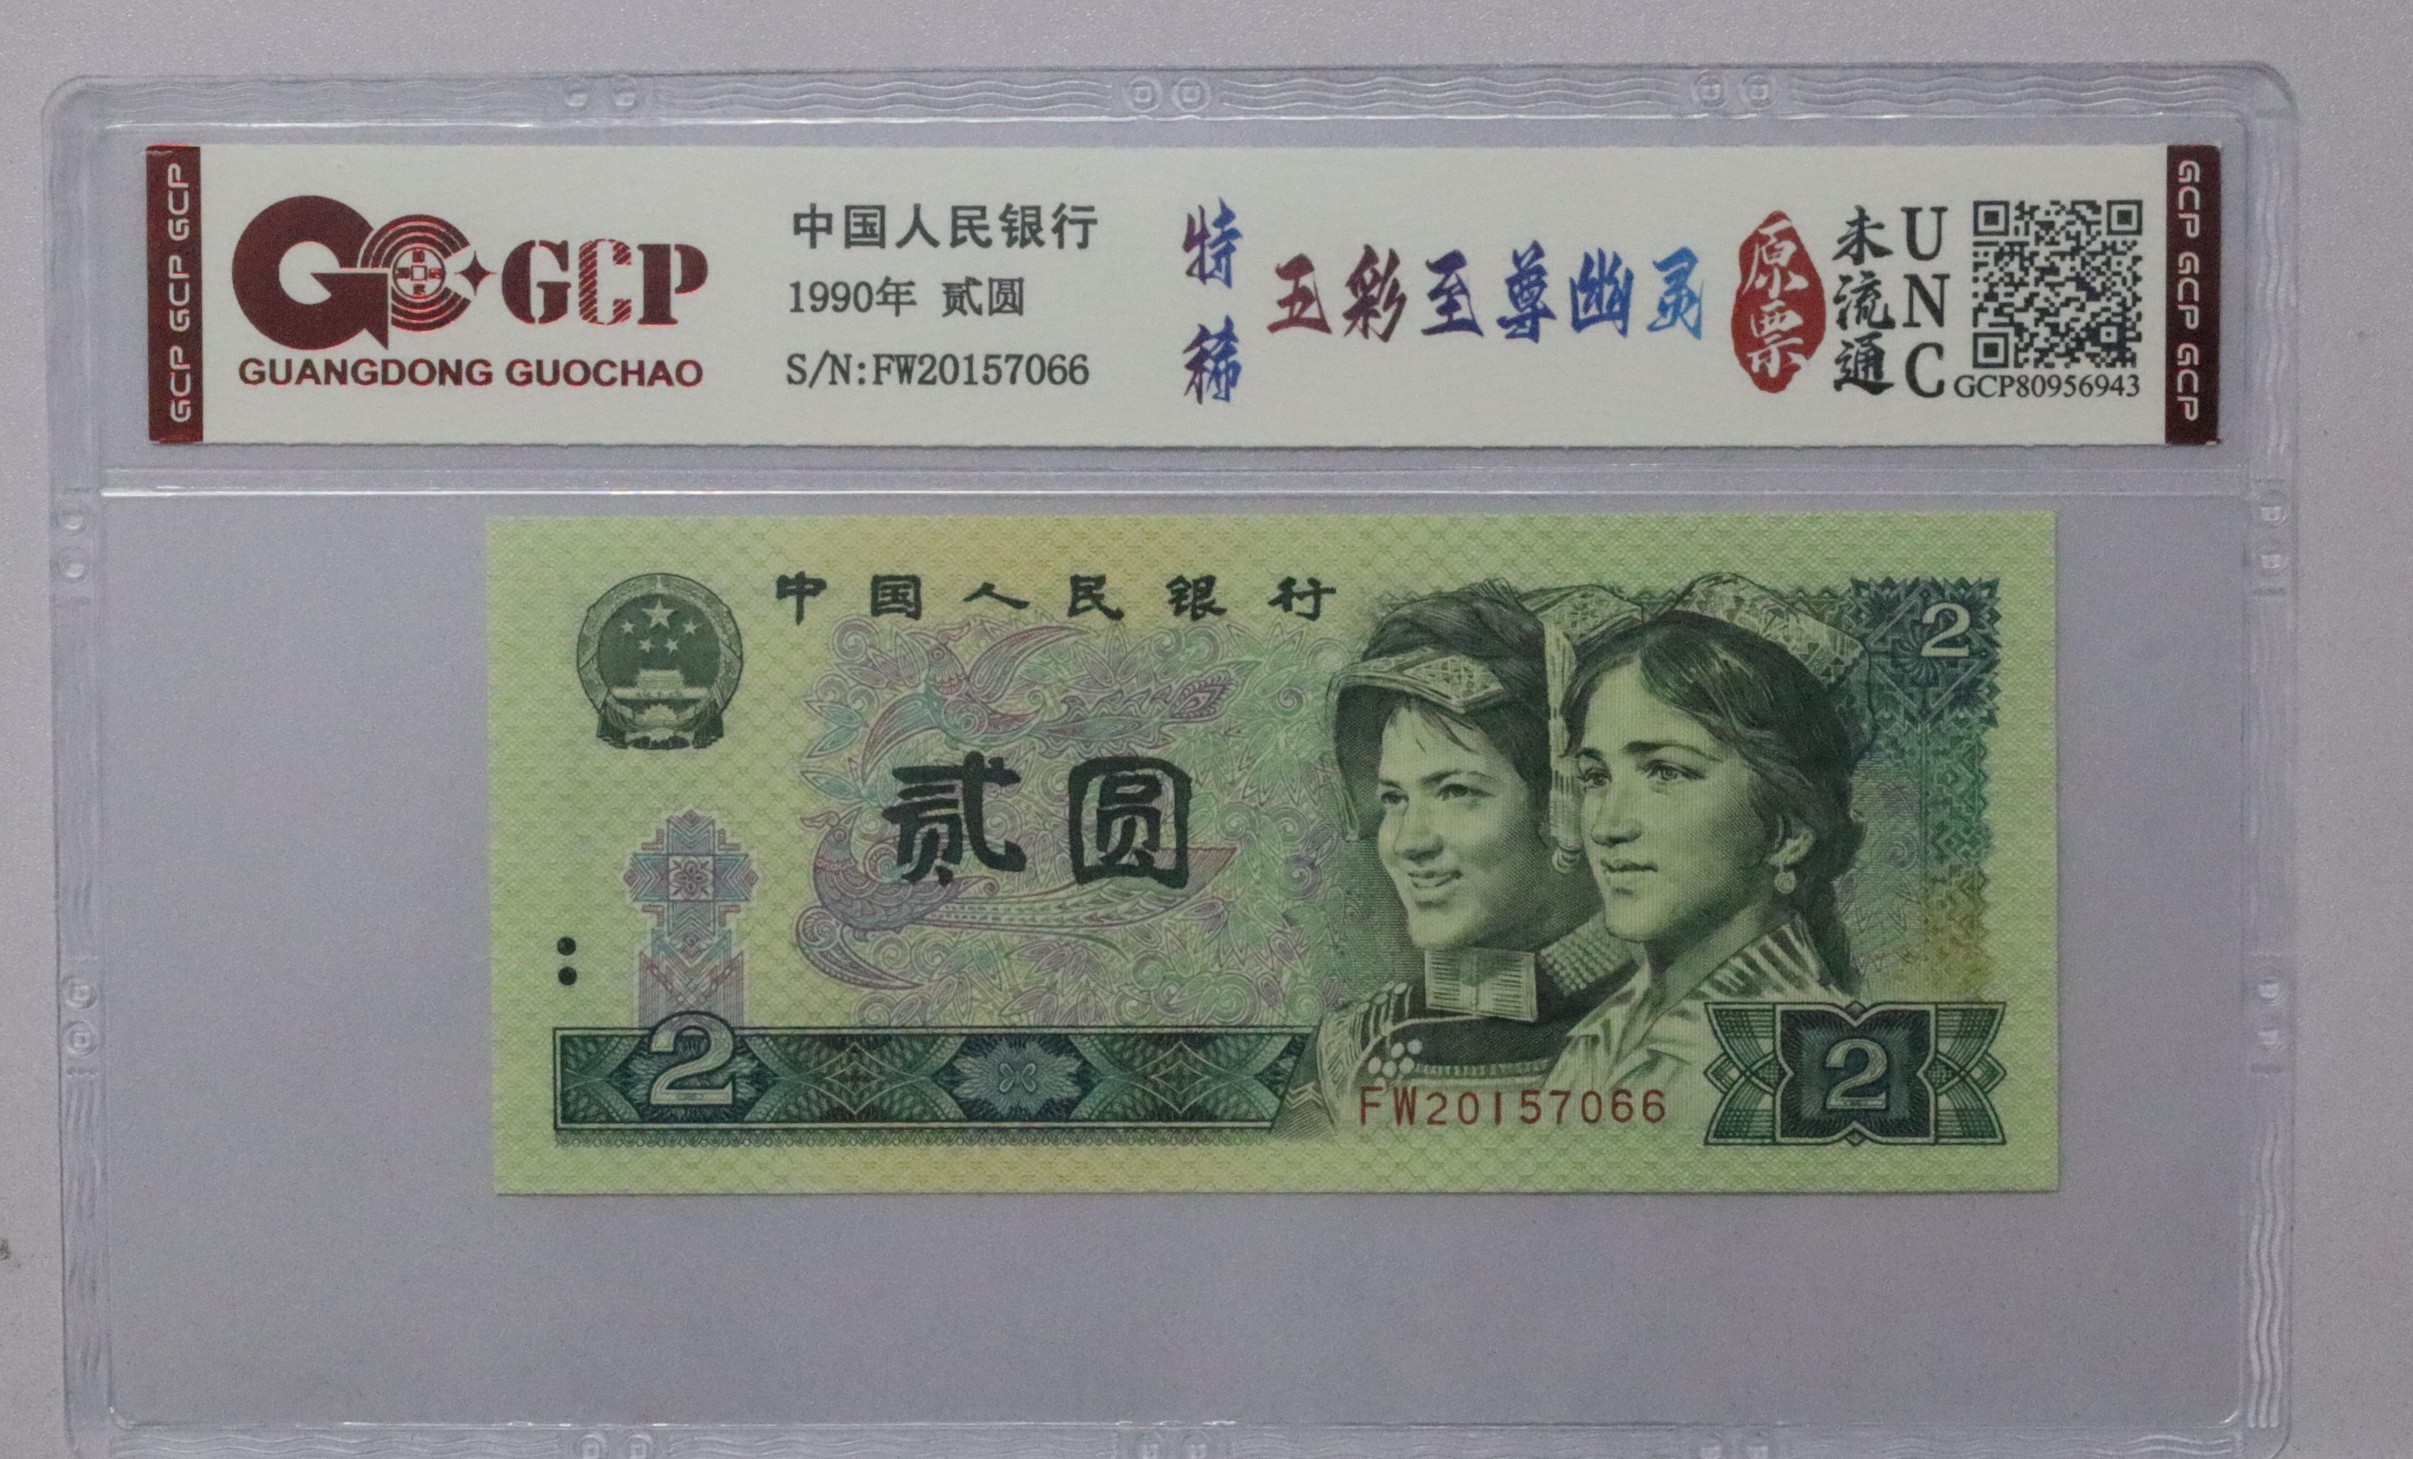 GCP GCP GCP
GCP
GUANGDONG GUOCHAO
中国人民银行
1990年 贰圆
S/N:FW20157066
特稀
五彩至尊幽灵
原票
未流通
UNC
GCP80956943
GCP GCP GCP
中国人民银行
2
贰圆
2
FW20157066
2